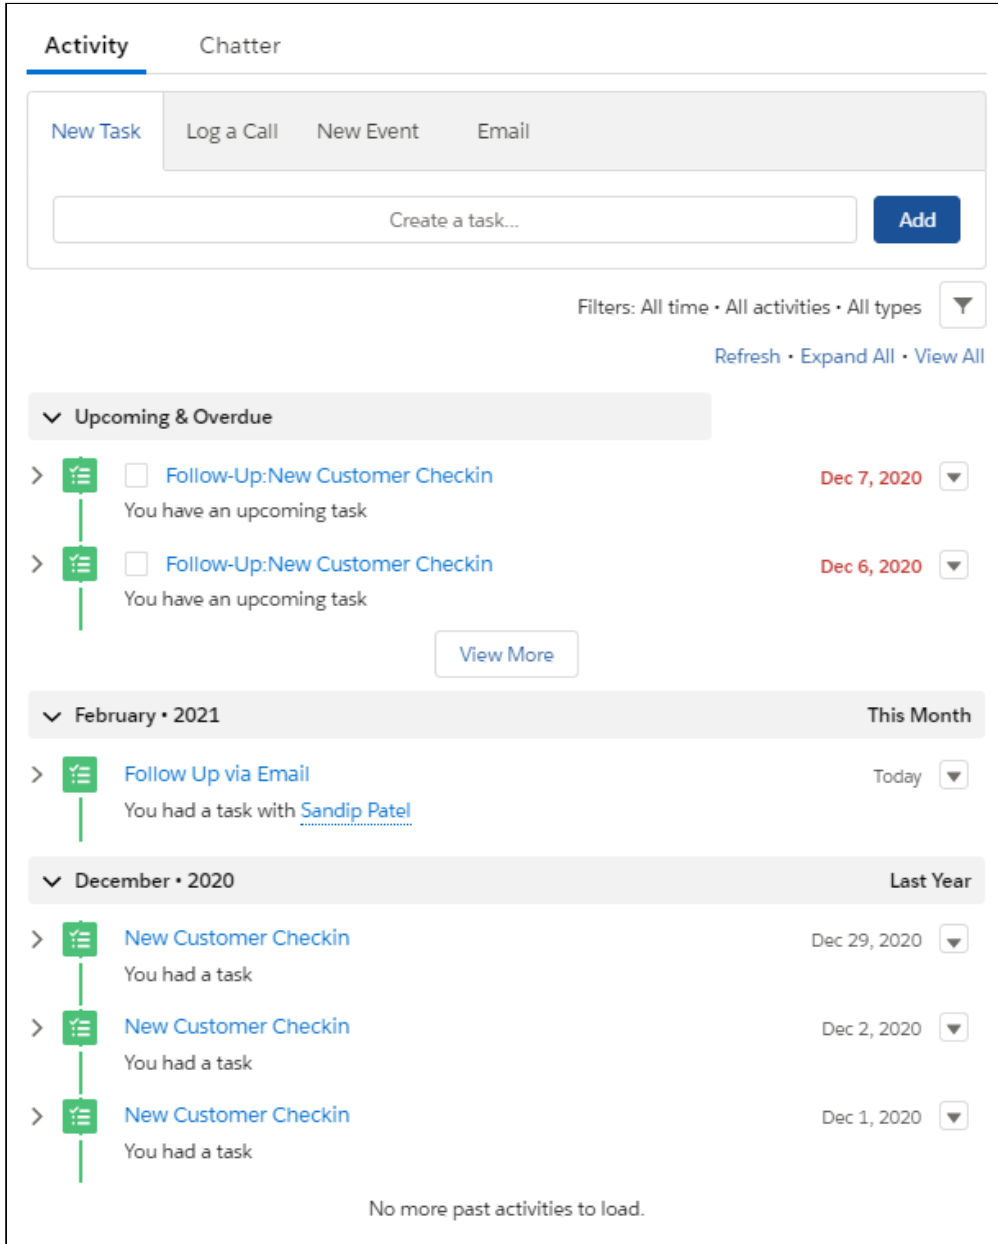 Activity Chatter
New Task Log a Call New Event Email
Create a task... Add
Filters: All time • All activities • All types
Refresh • Expand All • View All
Upcoming & Overdue
Follow-Up:New Customer Checkin Dec 7, 2020
You have an upcoming task
Follow-Up:New Customer Checkin Dec 6, 2020
You have an upcoming task
View More
February • 2021 This Month
Follow Up via Email Today
You had a task with Sandip Patel
December • 2020 Last Year
New Customer Checkin Dec 29, 2020
You had a task
New Customer Checkin Dec 2, 2020
You had a task
New Customer Checkin Dec 1, 2020
You had a task
No more past activities to load.